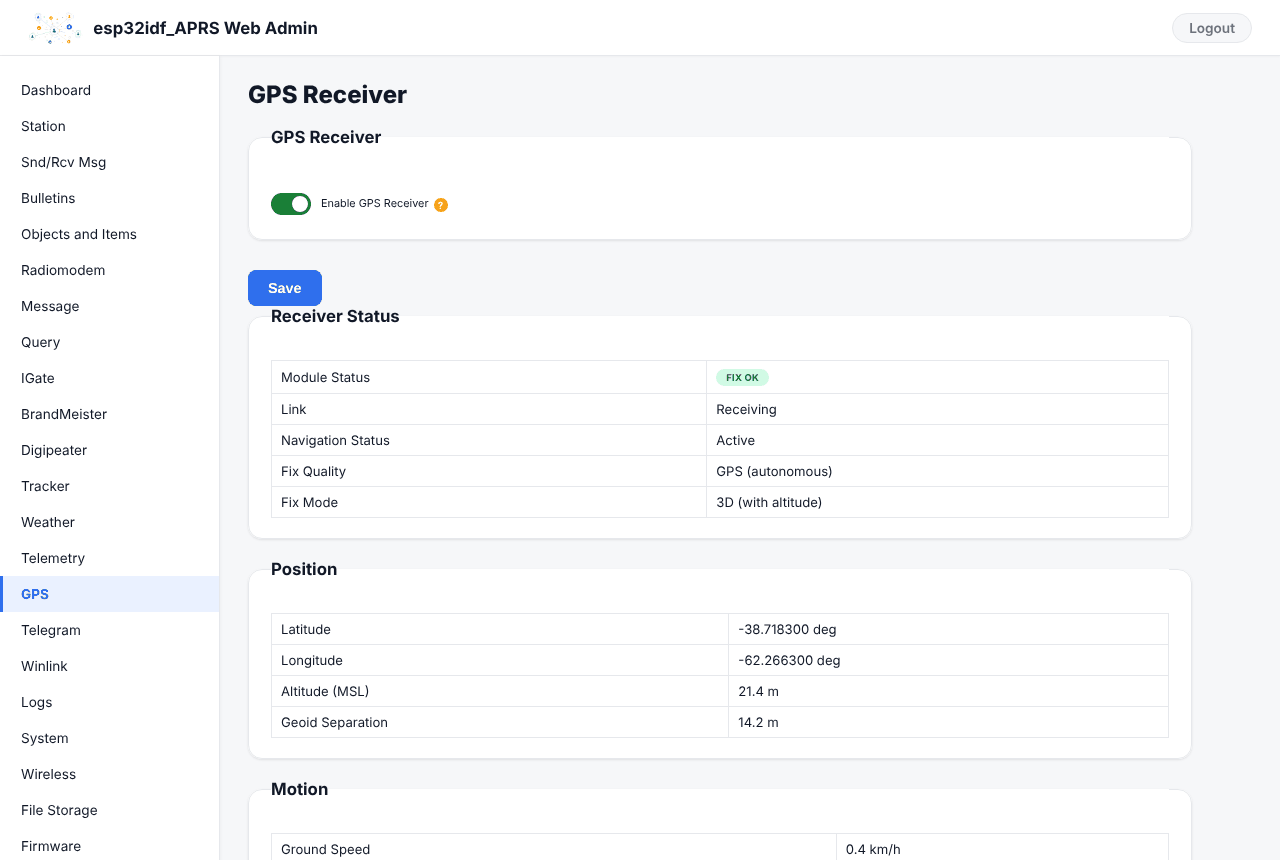 esp32idf_APRS Web Admin
Logout
Dashboard
Station
Snd/Rcv Msg
Bulletins
Objects and Items
Radiomodem
Message
Query
IGate
BrandMeister
Digipeater
Tracker
Weather
Telemetry
GPS
Telegram
Winlink
Logs
System
Wireless
File Storage
Firmware
GPS Receiver
GPS Receiver
Enable GPS Receiver ?
Save
Receiver Status
Module Status FIX OK
Link Receiving
Navigation Status Active
Fix Quality GPS (autonomous)
Fix Mode 3D (with altitude)
Position
Latitude -38.718300 deg
Longitude -62.266300 deg
Altitude (MSL) 21.4 m
Geoid Separation 14.2 m
Motion
Ground Speed 0.4 km/h